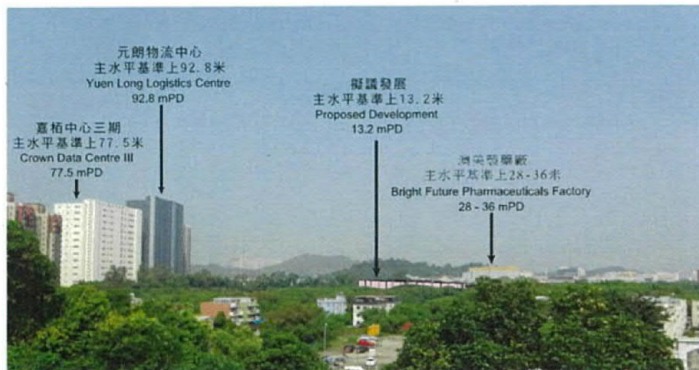 元朗物流中心
主水平基準上92.8米
Yuen Long Logistics Centre
92.8 mPD
嘉栢中心三期
主水平基準上77.5米
Crown Data Centre III
77.5 mPD
擬議發展
主水平基準上13.2米
Proposed Development
13.2 mPD
澳美製藥廠
主水平基準上28-36米
Bright Future Pharmaceuticals Factory
28 - 36 mPD